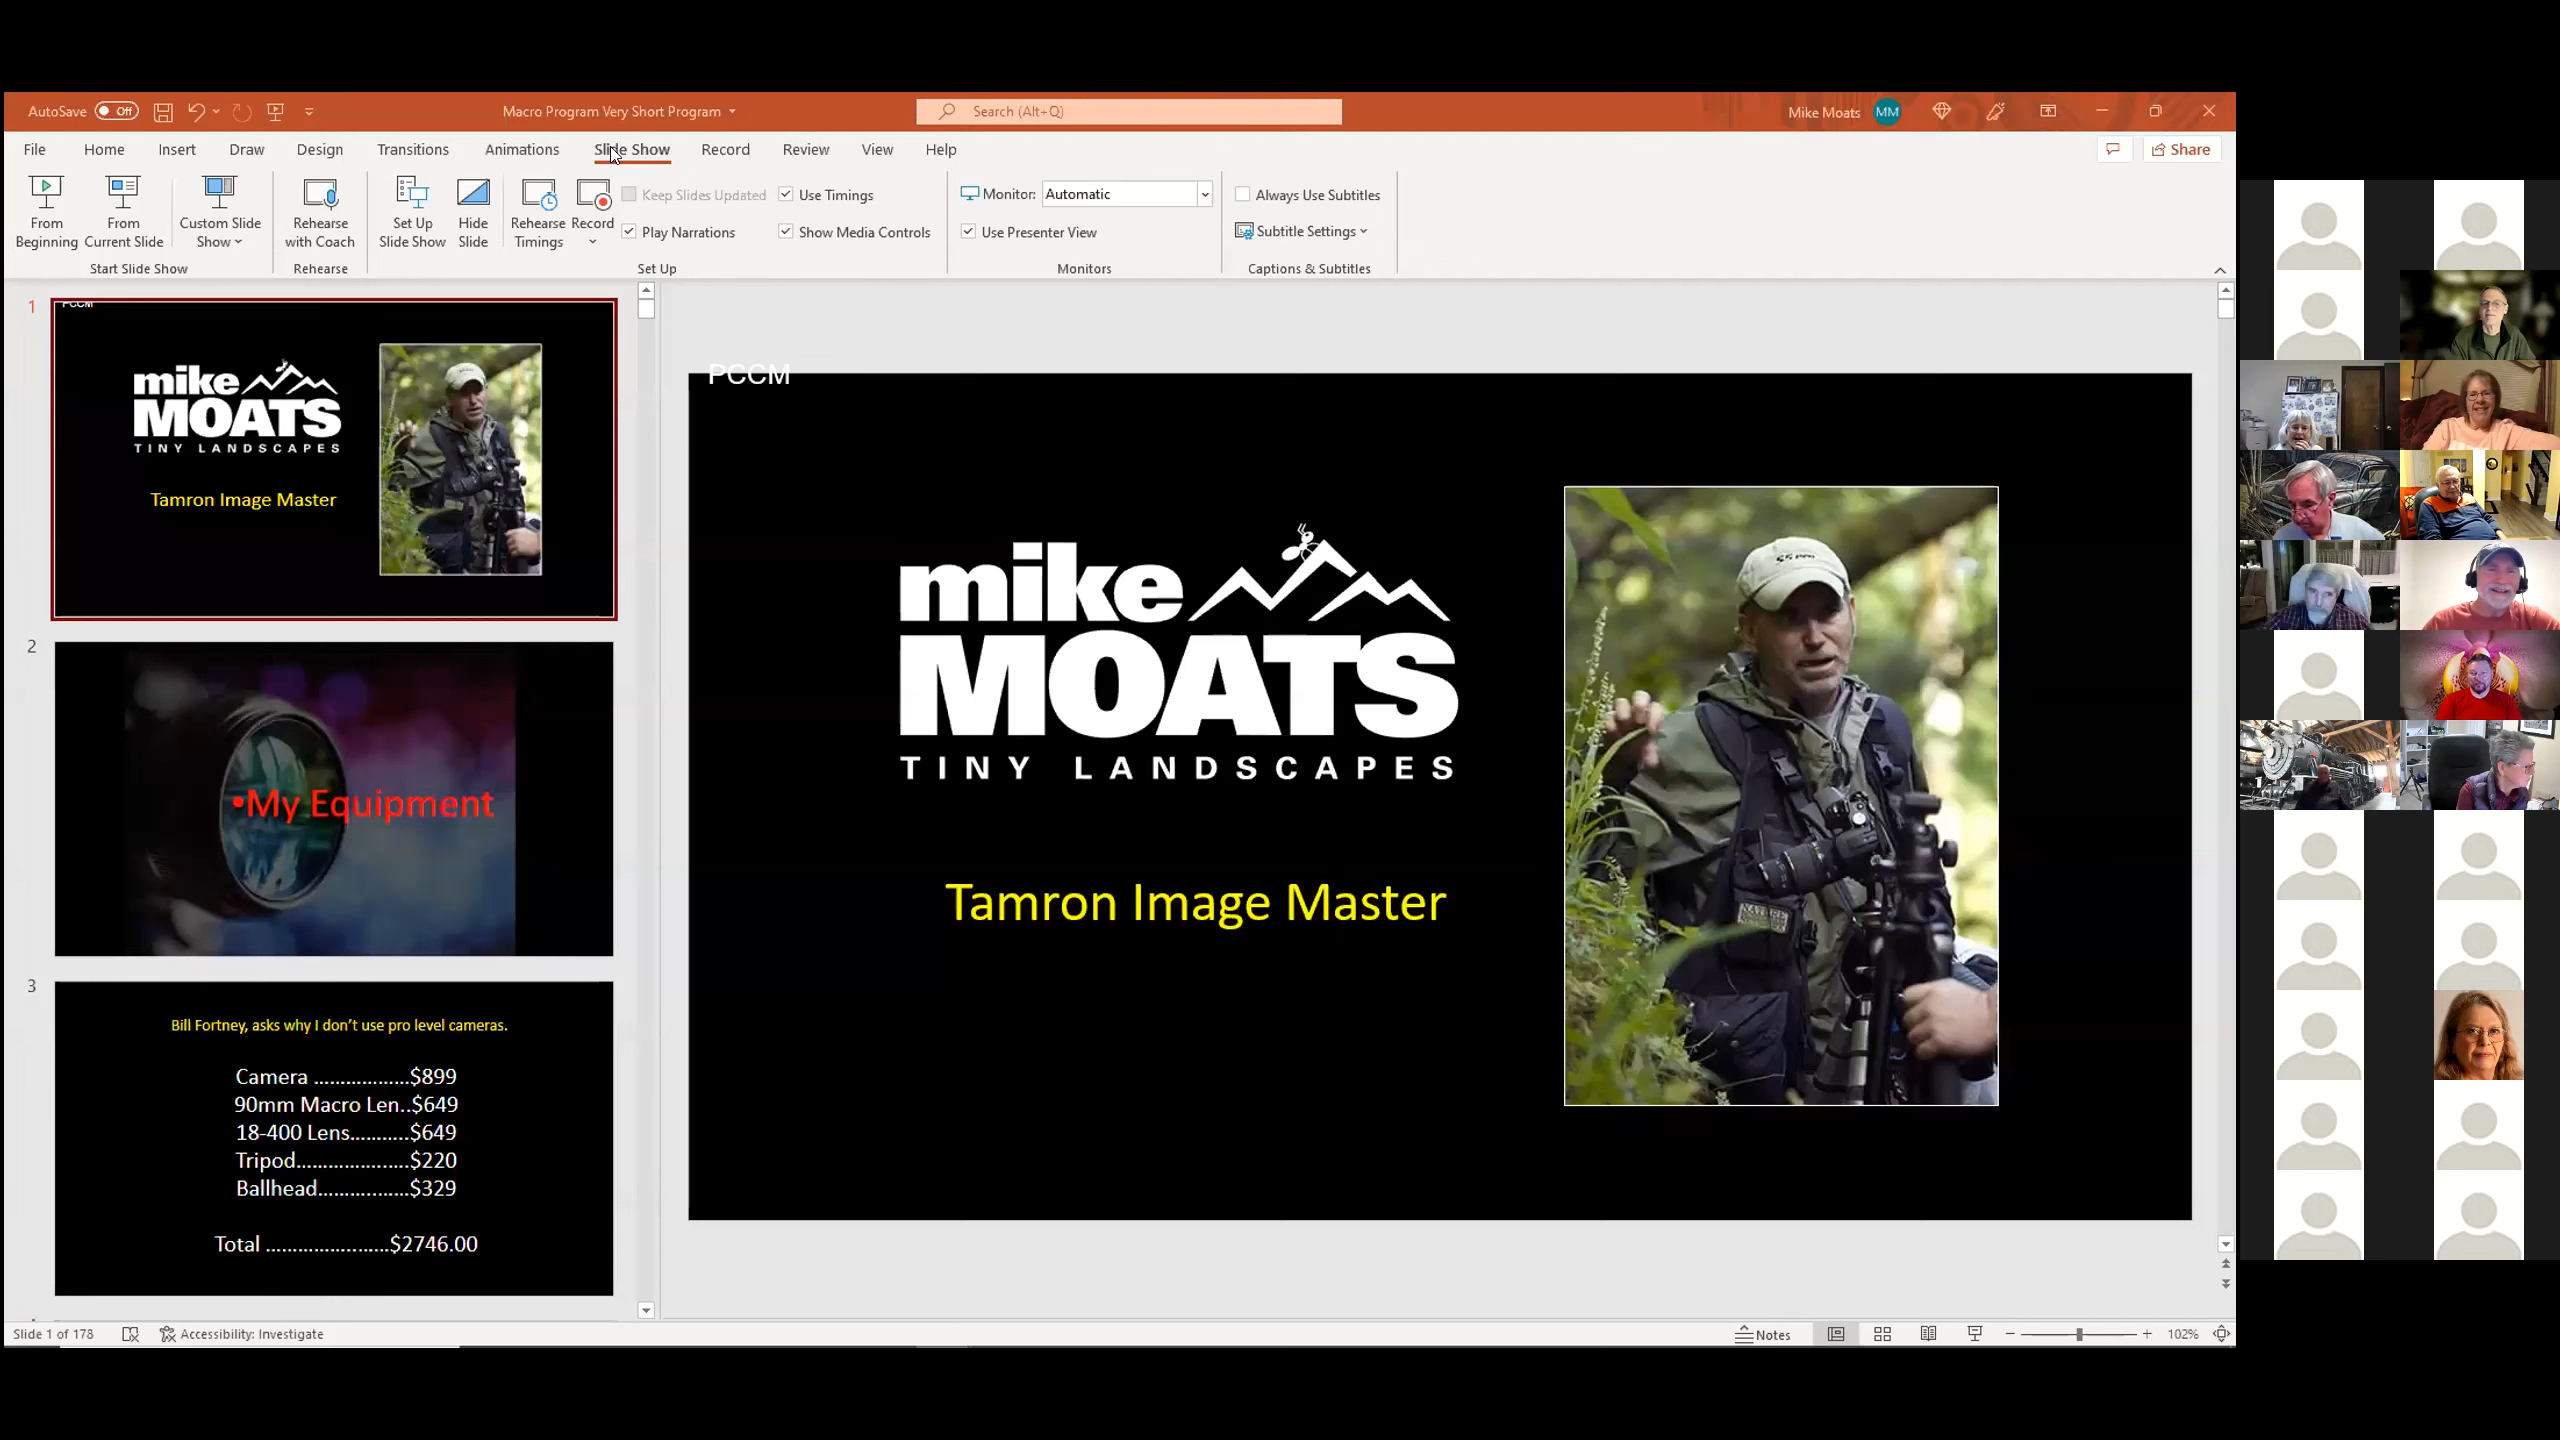 AutoSave Off
Macro Program Very Short Program
Search (Alt+Q)
Mike Moats MM
File Home Insert Draw Design Transitions Animations Slide Show Record Review View Help
Share
From Beginning
From Current Slide
Custom Slide Show
Start Slide Show
Rehearse with Coach
Rehearse
Set Up Slide Show
Hide Slide
Rehearse Timings
Record
Keep Slides Updated
Play Narrations
Use Timings
Show Media Controls
Set Up
Monitor: Automatic
Use Presenter View
Monitors
Always Use Subtitles
Subtitle Settings
Captions & Subtitles
1
PCCM
mike
MOATS
TINY LANDSCAPES
Tamron Image Master
2
•My Equipment
3
Bill Fortney, asks why I don't use pro level cameras.
Camera ..................$899
90mm Macro Len..$649
18-400 Lens...........$649
Tripod.....................$220
Ballhead.................$329
Total .......................$2746.00
PCCM
mike
MOATS
TINY LANDSCAPES
Tamron Image Master
Slide 1 of 178
Accessibility: Investigate
Notes
102%